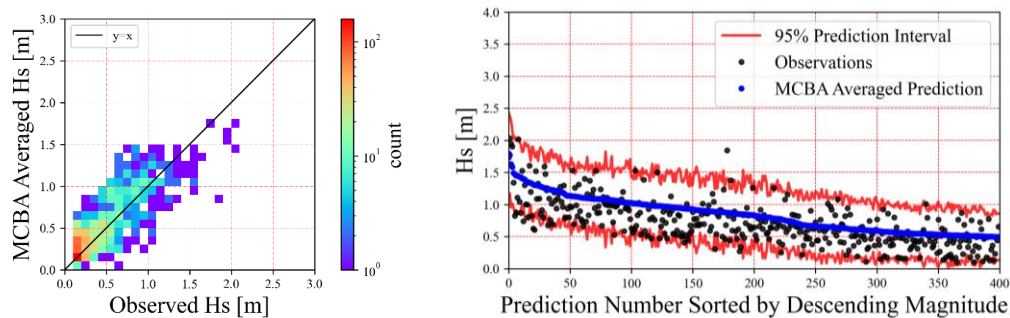 y=x
MCBA Averaged Hs [m]
3.0
2.5
2.0
1.5
1.0
0.5
0.0
0.0 0.5 1.0 1.5 2.0 2.5 3.0
Observed Hs [m]
10²
10¹
10⁰
count
95% Prediction Interval
Observations
MCBA Averaged Prediction
Hs [m]
4.0
3.5
3.0
2.5
2.0
1.5
1.0
0.5
0.0
0 50 100 150 200 250 300 350 400
Prediction Number Sorted by Descending Magnitude